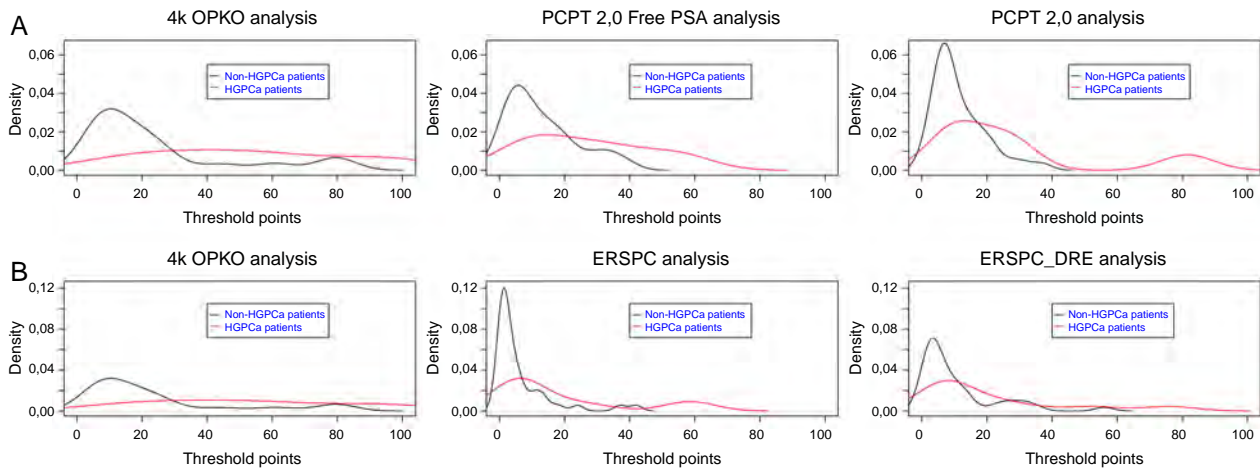 A
4k OPKO analysis
PCPT 2,0 Free PSA analysis
PCPT 2,0 analysis
Density
0,06
0,04
0,02
0,00
Non-HGPCa patients
HGPCa patients
0 20 40 60 80 100
Threshold points
Density
0,06
0,04
0,02
0,00
Non-HGPCa patients
HGPCa patients
0 20 40 60 80 100
Threshold points
Density
0,06
0,04
0,02
0,00
Non-HGPCa patients
HGPCa patients
0 20 40 60 80 100
Threshold points
B
4k OPKO analysis
ERSPC analysis
ERSPC_DRE analysis
Density
0,12
0,08
0,04
0,00
Non-HGPCa patients
HGPCa patients
0 20 40 60 80 100
Threshold points
Density
0,12
0,08
0,04
0,00
Non-HGPCa patients
HGPCa patients
0 20 40 60 80 100
Threshold points
Density
0,12
0,08
0,04
0,00
Non-HGPCa patients
HGPCa patients
0 20 40 60 80 100
Threshold points